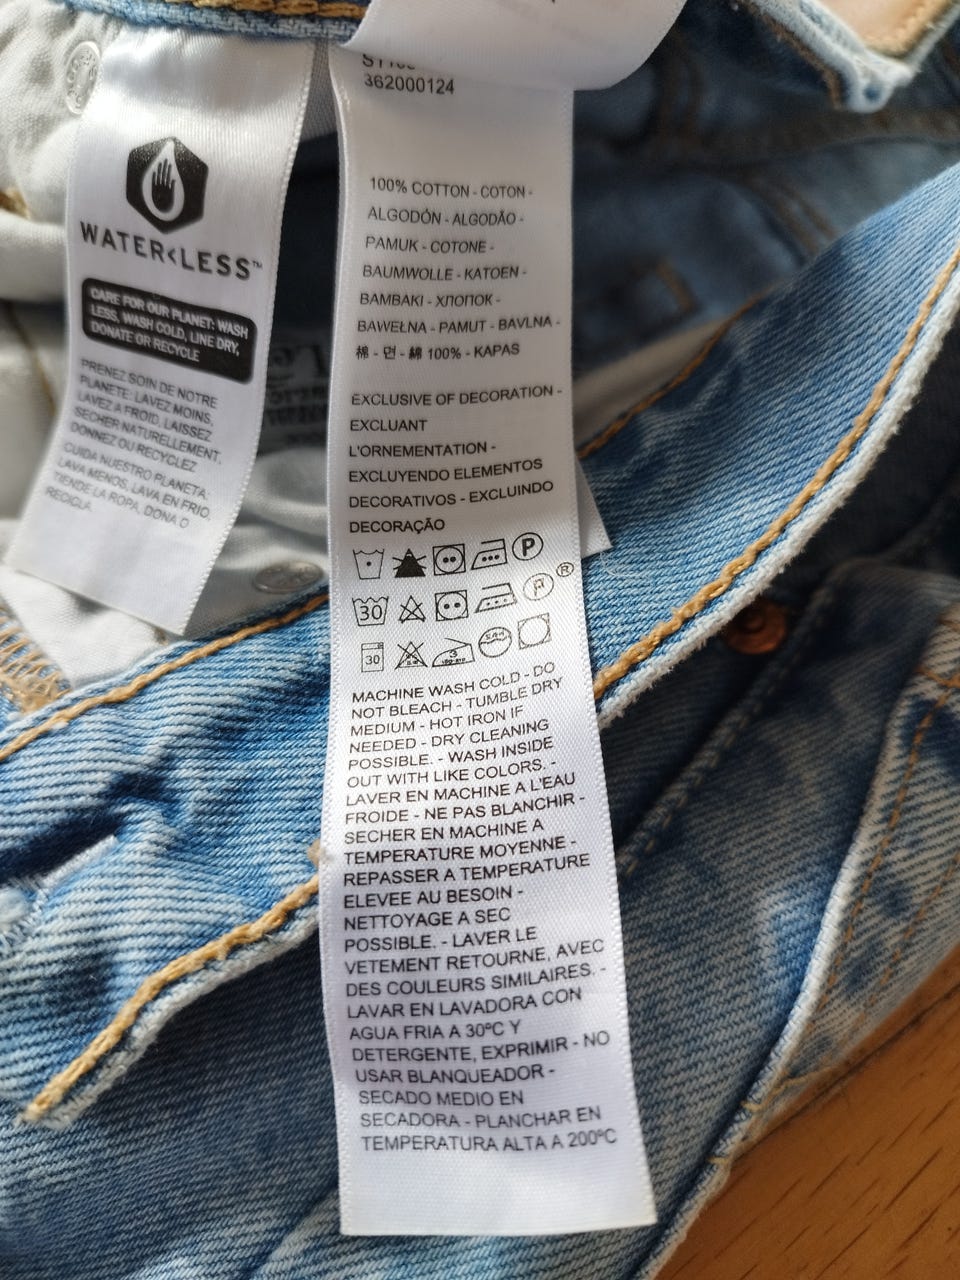 WATER<LESS™
CARE FOR OUR PLANET: WASH
LESS, WASH COLD, LINE DRY,
DONATE OR RECYCLE
PRENEZ SOIN DE NOTRE
PLANETE: LAVEZ MOINS,
LAVEZ A FROID, LAISSEZ
SECHER NATURELLEMENT.
DONNEZ OU RECYCLEZ
CUIDA NUESTRO PLANETA:
LAVA MENOS, LAVA EN FRIO,
TIENDE LA ROPA, DONA O
RECICLA
362000124
100% COTTON - COTON -
ALGODÓN - ALGODÃO -
PAMUK - COTONE -
BAUMWOLLE - KATOEN -
BAMBAKI - ХЛОПОК -
BAWEŁNA - PAMUT - BAVLNA -
棉 - 면 - 綿 100% - KAPAS
EXCLUSIVE OF DECORATION -
EXCLUANT
L'ORNEMENTATION -
EXCLUYENDO ELEMENTOS
DECORATIVOS - EXCLUINDO
DECORAÇÃO
P
30 P ®
30 3
MACHINE WASH COLD - DO
NOT BLEACH - TUMBLE DRY
MEDIUM - HOT IRON IF
NEEDED - DRY CLEANING
POSSIBLE. - WASH INSIDE
OUT WITH LIKE COLORS. -
LAVER EN MACHINE A L'EAU
FROIDE - NE PAS BLANCHIR -
SECHER EN MACHINE A
TEMPERATURE MOYENNE -
REPASSER A TEMPERATURE
ELEVEE AU BESOIN -
NETTOYAGE A SEC
POSSIBLE. - LAVER LE
VETEMENT RETOURNE, AVEC
DES COULEURS SIMILAIRES. -
LAVAR EN LAVADORA CON
AGUA FRIA A 30ºC Y
DETERGENTE, EXPRIMIR - NO
USAR BLANQUEADOR -
SECADO MEDIO EN
SECADORA - PLANCHAR EN
TEMPERATURA ALTA A 200ºC